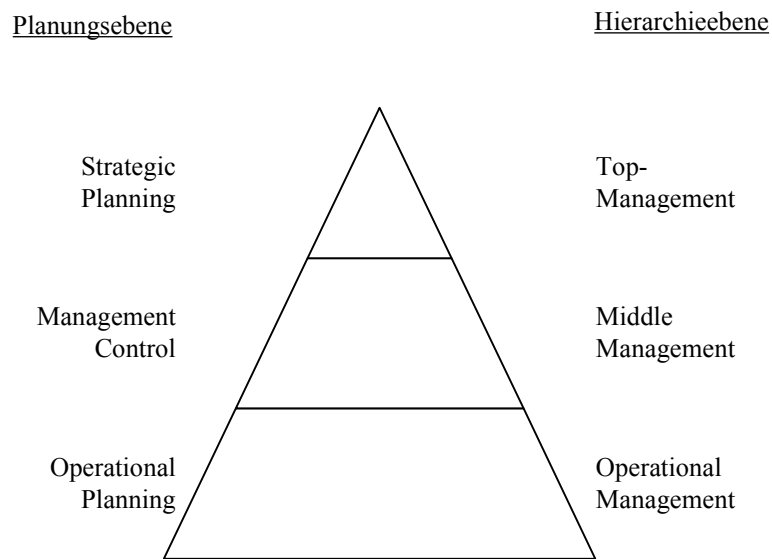 Planungsebene
Hierarchieebene
Strategic
Planning
Top-
Management
Management
Control
Middle
Management
Operational
Planning
Operational
Management